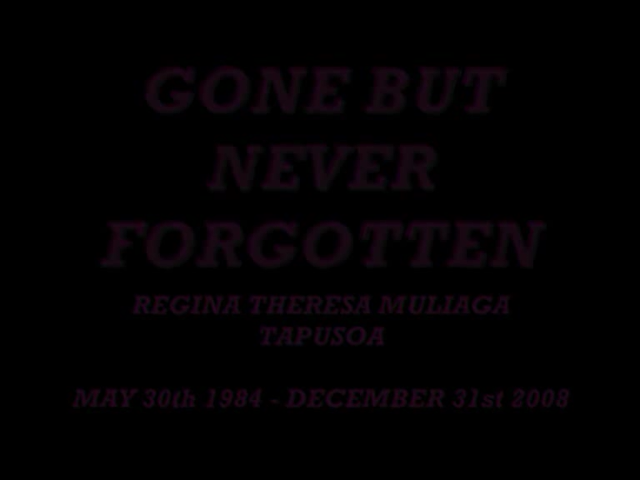 GONE BUT
NEVER
FORGOTTEN
REGINA THERESA MULIAGA
TAPUSOA
MAY 30th 1984 - DECEMBER 31st 2008